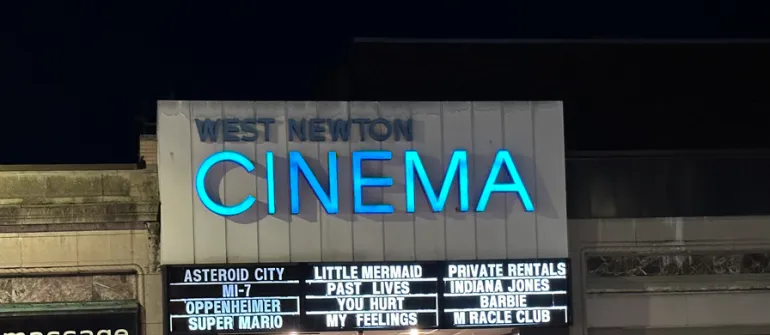 WEST NEWTON
CINEMA
ASTEROID CITY
MI-7
OPPENHEIMER
SUPER MARIO
LITTLE MERMAID
PAST LIVES
YOU HURT
MY FEELINGS
PRIVATE RENTALS
INDIANA JONES
BARBIE
M RACLE CLUB
massage